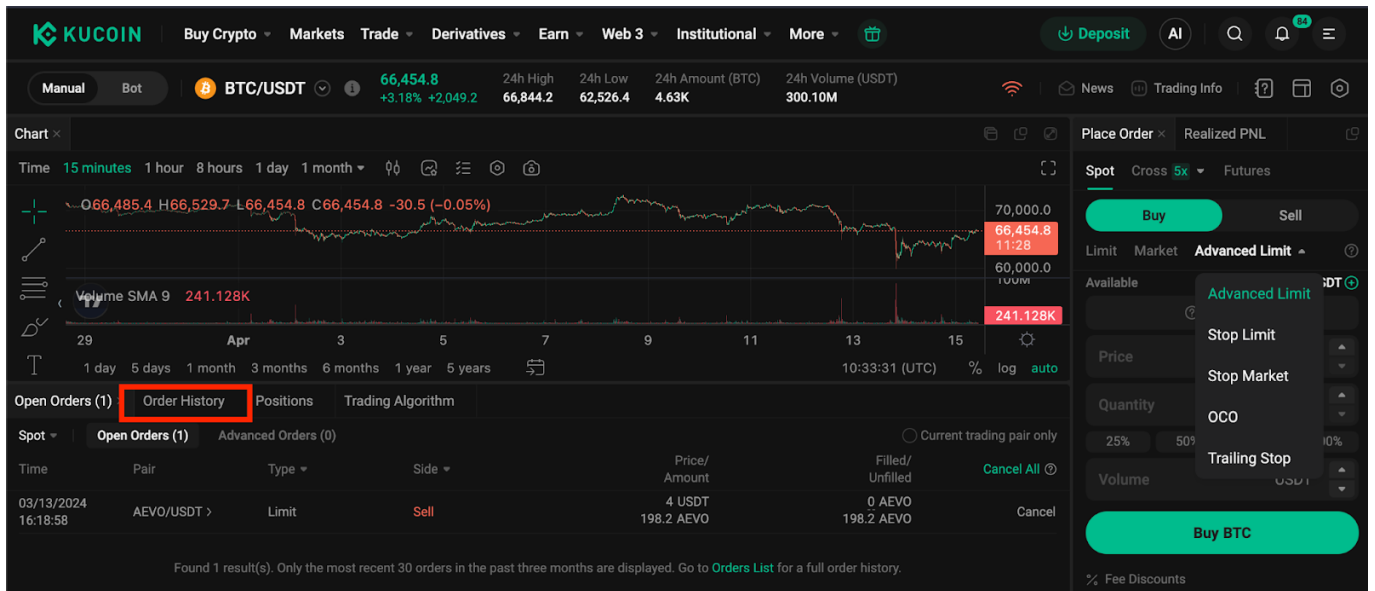 KUCOIN Buy Crypto Markets Trade Derivatives Earn Web 3 Institutional More Deposit AI 84
Manual Bot BTC/USDT 66,454.8 +3.18% +2,049.2 24h High 66,844.2 24h Low 62,526.4 24h Amount (BTC) 4.63K 24h Volume (USDT) 300.10M News Trading Info
Chart
Time 15 minutes 1 hour 8 hours 1 day 1 month
O66,485.4 H66,529.7 L66,454.8 C66,454.8 -30.5 (−0.05%)
70,000.0
66,454.8
11:28
60,000.0
100M
Volume SMA 9 241.128K
241.128K
29 Apr 3 5 7 9 11 13 15
1 day 5 days 1 month 3 months 6 months 1 year 5 years 10:33:31 (UTC) % log auto
Open Orders (1) Order History Positions Trading Algorithm
Spot Open Orders (1) Advanced Orders (0) Current trading pair only
Time Pair Type Side Price/ Amount Filled/ Unfilled Cancel All
03/13/2024 16:18:58 AEVO/USDT Limit Sell 4 USDT 198.2 AEVO 0 AEVO 198.2 AEVO Cancel
Found 1 result(s). Only the most recent 30 orders in the past three months are displayed. Go to Orders List for a full order history.
Place Order Realized PNL
Spot Cross 5x Futures
Buy Sell
Limit Market Advanced Limit
Available
Advanced Limit
Stop Limit
Stop Market
OCO
Trailing Stop
Price
Quantity
25%
Volume USDT
Buy BTC
Fee Discounts